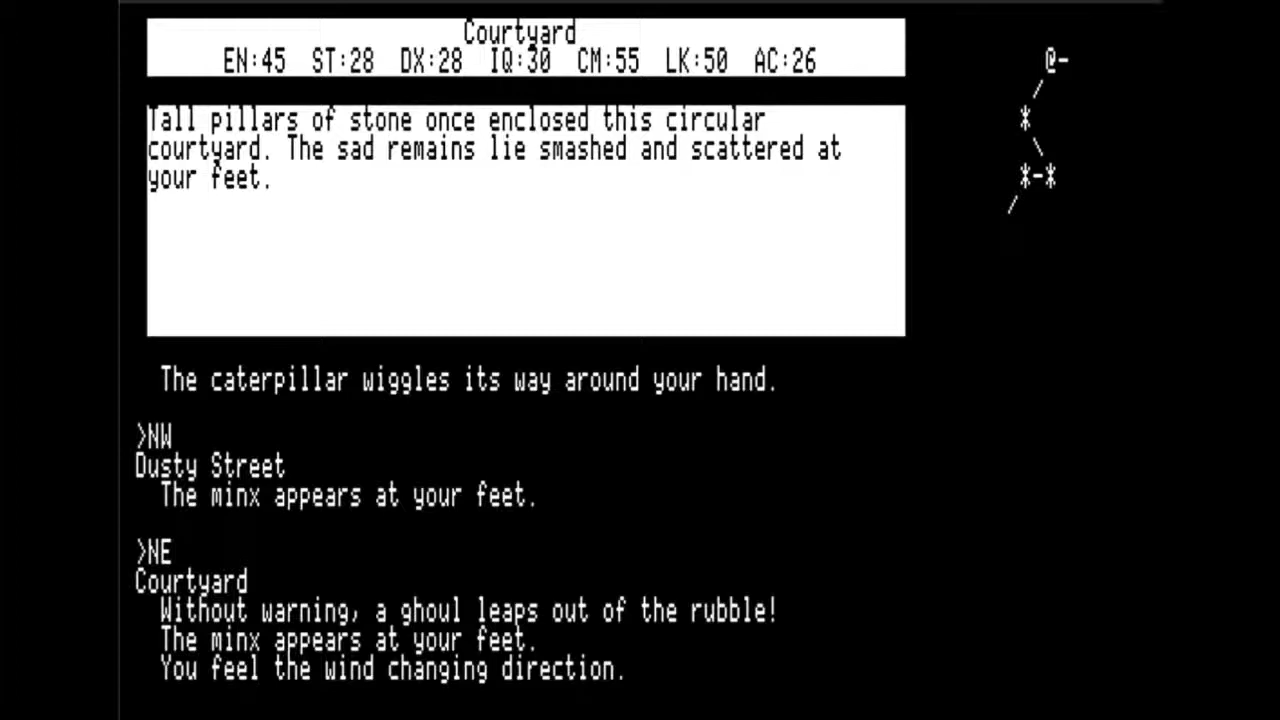 Courtyard
EN:45 ST:28 DX:28 IQ:30 CM:55 LK:50 AC:26
Tall pillars of stone once enclosed this circular
courtyard. The sad remains lie smashed and scattered at
your feet.
@-
/
*
\
*-*
/
The caterpillar wiggles its way around your hand.
>NW
Dusty Street
The minx appears at your feet.
>NE
Courtyard
Without warning, a ghoul leaps out of the rubble!
The minx appears at your feet.
You feel the wind changing direction.